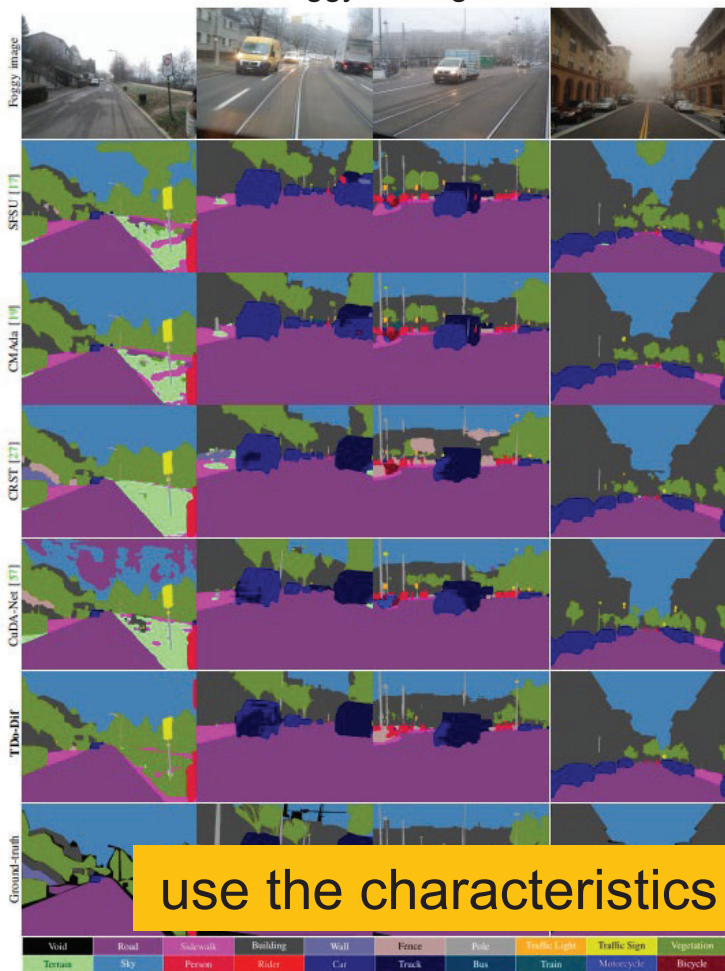 Foggy image
SFSU [17]
CMAda [19]
CRST [27]
CuDA-Net [57]
TDo-Dif
Ground-truth
use the characteristics
Void Road Sidewalk Building Wall Fence Pole Traffic Light Traffic Sign Vegetation
Terrain Sky Person Rider Car Truck Bus Train Motorcycle Bicycle